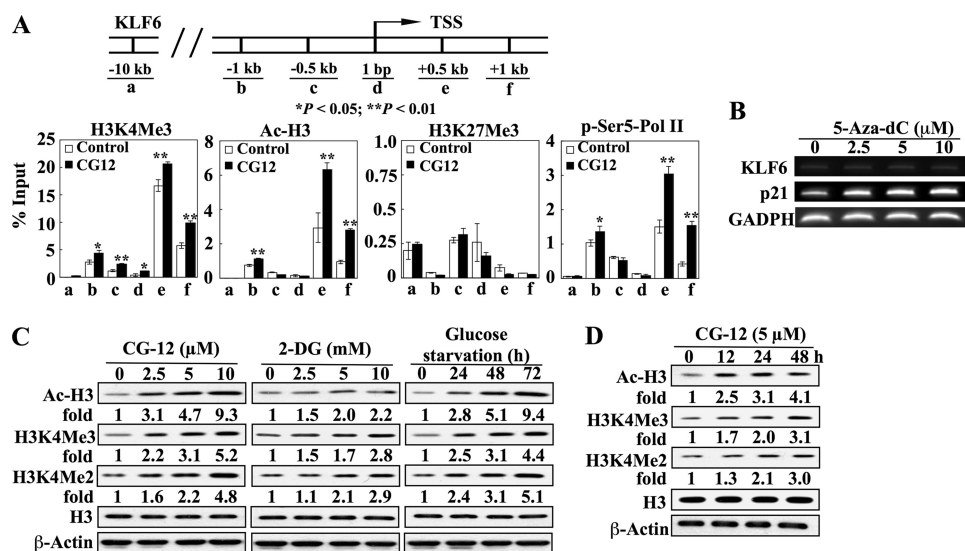 A
KLF6
TSS
-10 kb -1 kb -0.5 kb 1 bp +0.5 kb +1 kb
a b c d e f
*P < 0.05; **P < 0.01
H3K4Me3
Control
CG12
% Input
25
20
15
10
5
0
* ** * ** **
a b c d e f
Ac-H3
Control
CG12
8
6
4
2
0
** ** **
a b c d e f
H3K27Me3
Control
CG12
1.0
0.75
0.5
0.25
0
a b c d e f
p-Ser5-Pol II
Control
CG12
4
3
2
1
0
* ** **
a b c d e f
B
5-Aza-dC (μM)
0 2.5 5 10
KLF6
p21
GADPH
C
CG-12 (μM) 2-DG (mM) Glucose starvation (h)
0 2.5 5 10 0 2.5 5 10 0 24 48 72
Ac-H3
fold 1 3.1 4.7 9.3 1 1.5 2.0 2.2 1 2.8 5.1 9.4
H3K4Me3
fold 1 2.2 3.1 5.2 1 1.5 1.7 2.8 1 2.5 3.1 4.4
H3K4Me2
fold 1 1.6 2.2 4.8 1 1.1 2.1 2.9 1 2.4 3.1 5.1
H3
β-Actin
D
CG-12 (5 μM)
0 12 24 48 h
Ac-H3
fold 1 2.5 3.1 4.1
H3K4Me3
fold 1 1.7 2.0 3.1
H3K4Me2
fold 1 1.3 2.1 3.0
H3
β-Actin